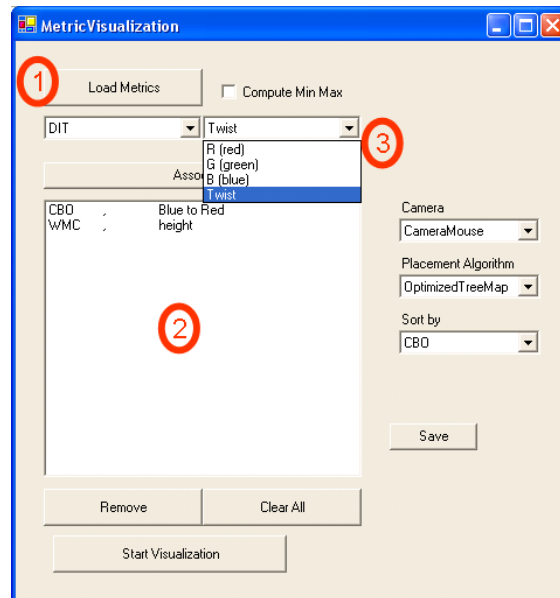 MetricVisualization
1
Load Metrics
Compute Min Max
DIT
Twist
3
R (red)
G (green)
B (blue)
Twist
Asso
CBO , Blue to Red
WMC , height
2
Camera
CameraMouse
Placement Algorithm
OptimizedTreeMap
Sort by
CBO
Save
Remove
Clear All
Start Visualization